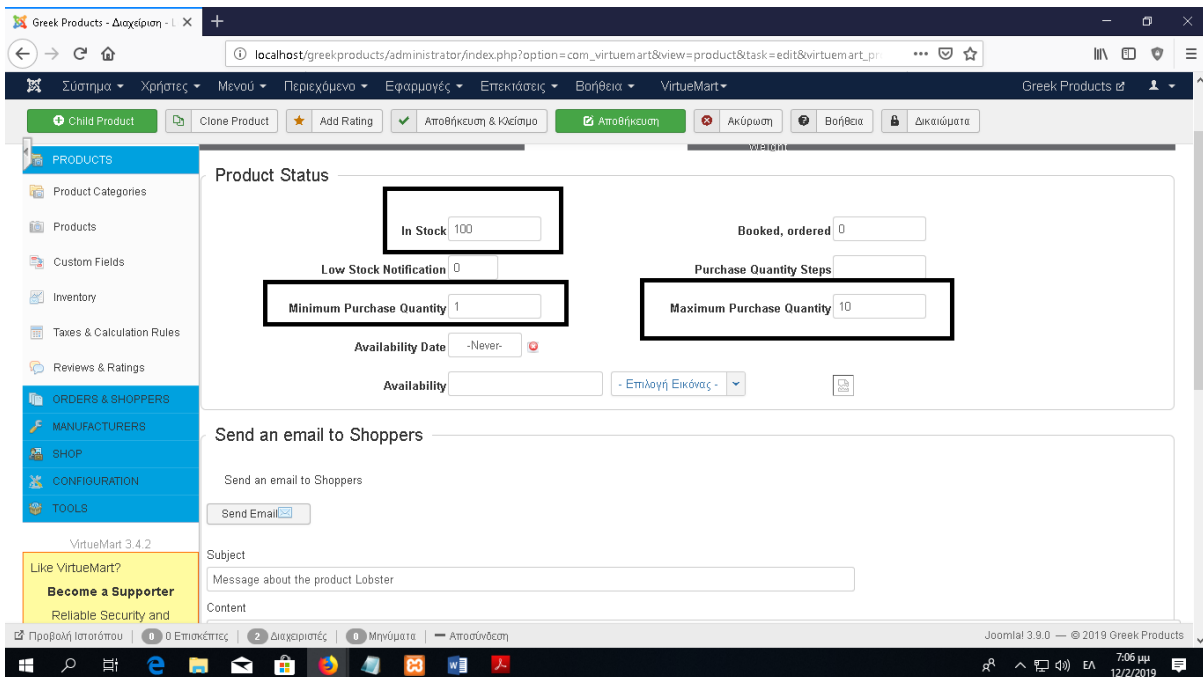 Greek Products - Διαχείριση - L
localhost/greekproducts/administrator/index.php?option=com_virtuemart&view=product&task=edit&virtuemart_pr
Σύστημα Χρήστες Μενού Περιεχόμενο Εφαρμογές Επεκτάσεις Βοήθεια VirtueMart Greek Products
Child Product Clone Product Add Rating Αποθήκευση & Κλείσιμο Αποθήκευση Ακύρωση Βοήθεια Δικαιώματα
PRODUCTS
Product Categories
Products
Custom Fields
Inventory
Taxes & Calculation Rules
Reviews & Ratings
ORDERS & SHOPPERS
MANUFACTURERS
SHOP
CONFIGURATION
TOOLS
VirtueMart 3.4.2
Like VirtueMart?
Become a Supporter
Reliable Security and
Weight
Product Status
In Stock 100 Booked, ordered 0
Low Stock Notification 0 Purchase Quantity Steps
Minimum Purchase Quantity 1 Maximum Purchase Quantity 10
Availability Date -Never-
Availability - Επιλογή Εικόνας -
Send an email to Shoppers
Send an email to Shoppers
Send Email
Subject
Message about the product Lobster
Content
Προβολή Ιστοτόπου 0 0 Επισκέπτες 2 Διαχειριστές 0 Μηνύματα Αποσύνδεση Joomla! 3.9.0 — © 2019 Greek Products
ΕΛ 7:06 μμ
12/2/2019